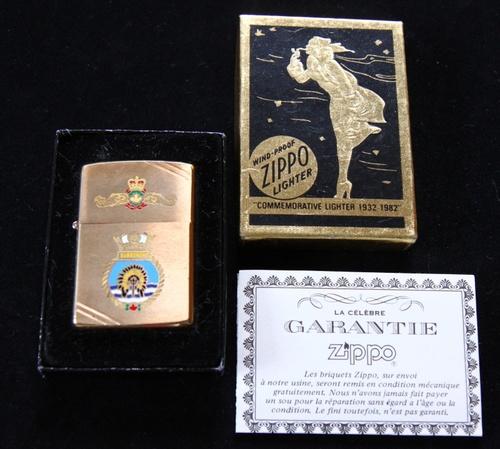 WIND-PROOF
ZIPPO
LIGHTER
"COMMEMORATIVE LIGHTER 1932-1982"
LA CÉLÈBRE
GARANTIE
zippo®
Les briquets Zippo, sur envoi
à notre usine, seront remis en condition mécanique
gratuitement. Nous n'avons jamais fait payer
un sou pour la réparation sans égard a l'âge ou la
condition. Le fini toutefois, n'est pas garanti.